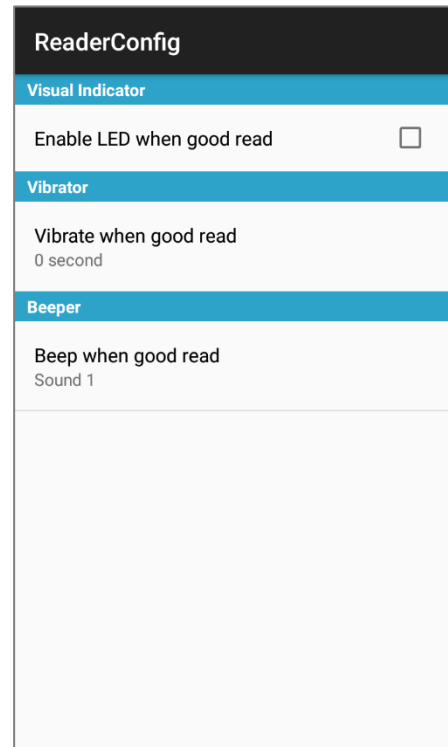 ReaderConfig
Visual Indicator
Enable LED when good read
Vibrator
Vibrate when good read
0 second
Beeper
Beep when good read
Sound 1